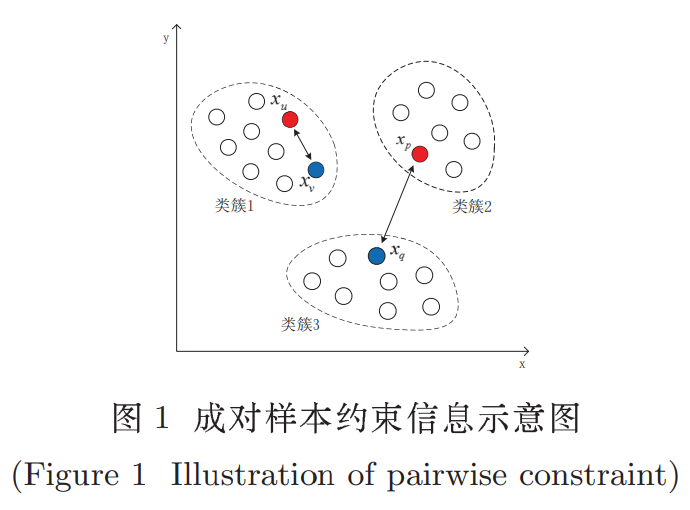 y
x_u
x_v
类簇1
x_p
类簇2
x_q
类簇3
x
图 1 成对样本约束信息示意图
(Figure 1 Illustration of pairwise constraint)